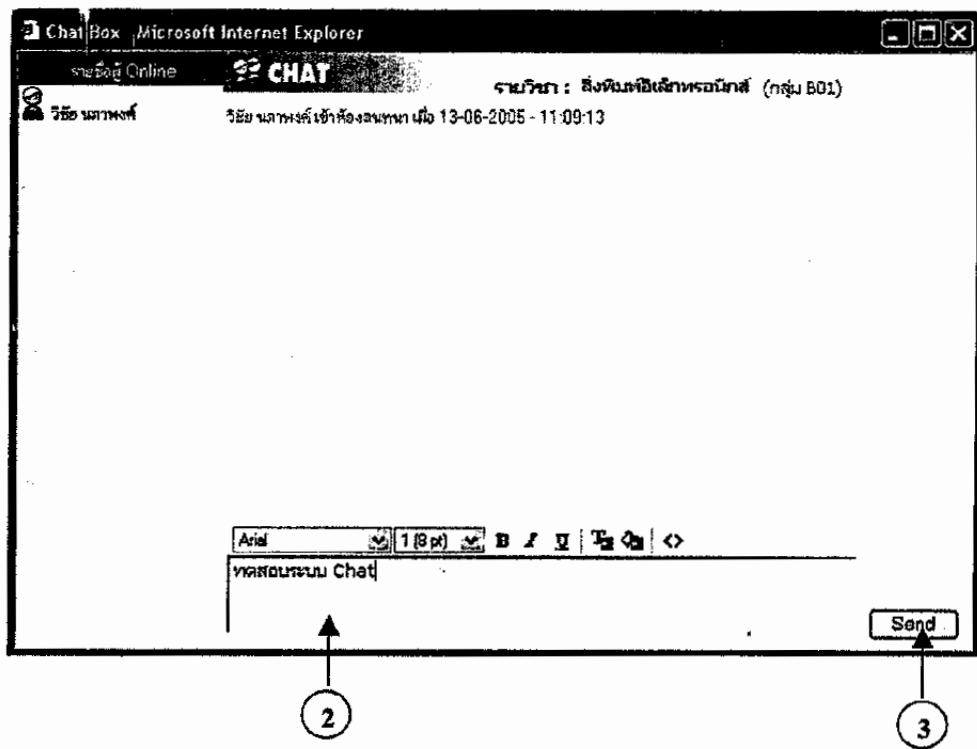 Chat Box Microsoft Internet Explorer
รายชื่อผู้ Online
CHAT
รายวิชา : สิ่งพิมพ์อิเล็กทรอนิกส์ (กลุ่ม B01)
วิชัย นภาพงศ์
วิชัย นภาพงศ์ เข้าห้องสนทนา เมื่อ 13-06-2005 - 11:09:13
Arial 1 (8 pt) B I U
ทดสอบระบบ Chat
Send
2
3